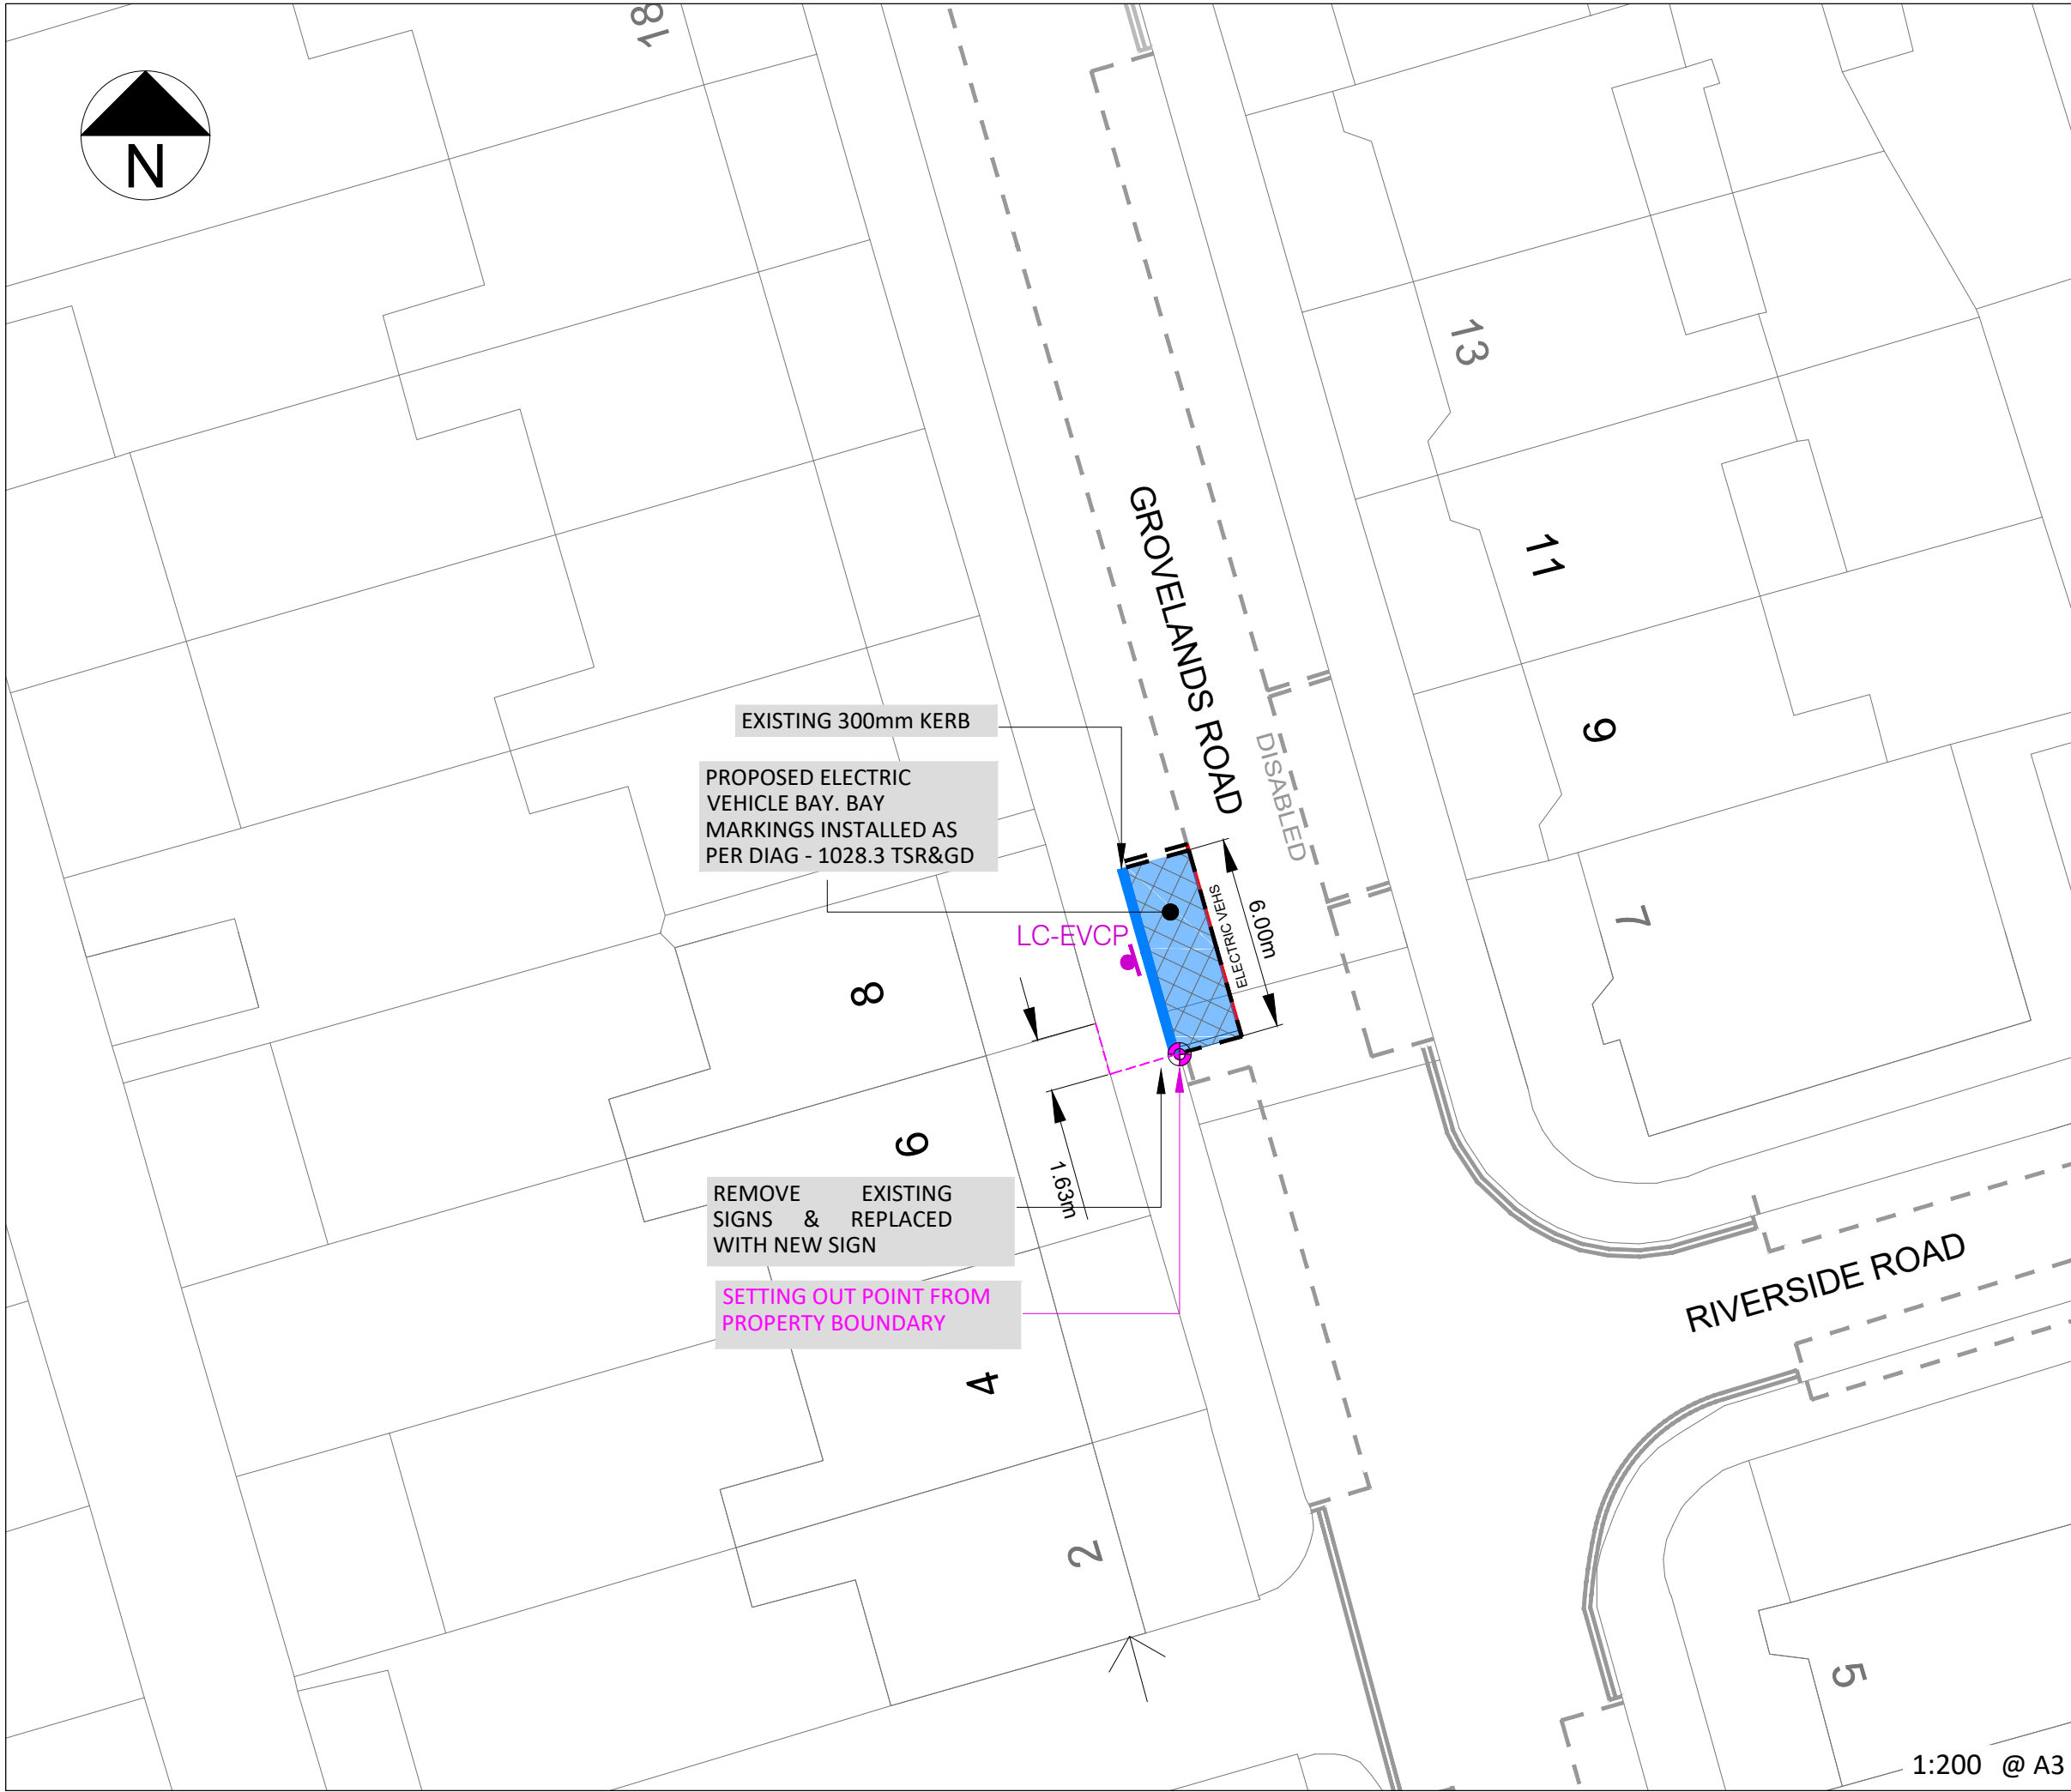 18
N
13
GROVELANDS ROAD
11
EXISTING 300mm KERB
9
DISABLED
PROPOSED ELECTRIC
VEHICLE BAY. BAY
MARKINGS INSTALLED AS
PER DIAG - 1028.3 TSR&GD
ELECTRIC VEHS
6.00m
7
LC-EVCP
8
6
1.63m
REMOVE EXISTING
SIGNS & REPLACED
WITH NEW SIGN
RIVERSIDE ROAD
SETTING OUT POINT FROM
PROPERTY BOUNDARY
4
2
5
1:200 @ A3